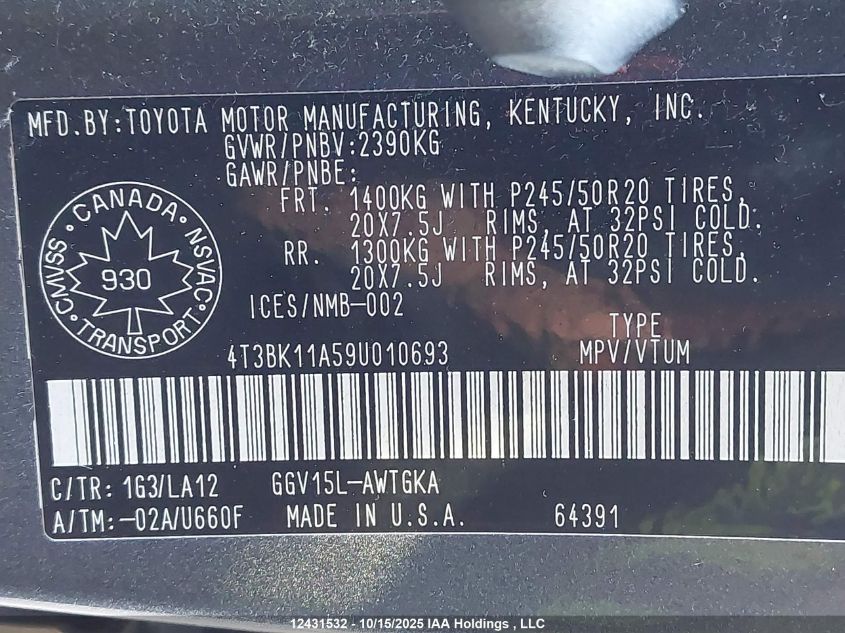 MFD.BY:TOYOTA MOTOR MANUFACTURING, KENTUCKY, INC.
GVWR/PNBV:2390KG
GAWR/PNBE:
FRT. 1400KG WITH P245/50R20 TIRES,
20X7.5J RIMS, AT 32PSI COLD.
RR. 1300KG WITH P245/50R20 TIRES,
20X7.5J RIMS, AT 32PSI COLD.
CANADA · NSVAC · TRANSPORT · CMVSS ·
930
ICES/NMB-002
TYPE
4T3BK11A59U010693 MPV/VTUM
C/TR: 1G3/LA12 GGV15L-AWTGKA
A/TM:-02A/U660F MADE IN U.S.A. 64391
12431532 - 10/15/2025 IAA Holdings , LLC